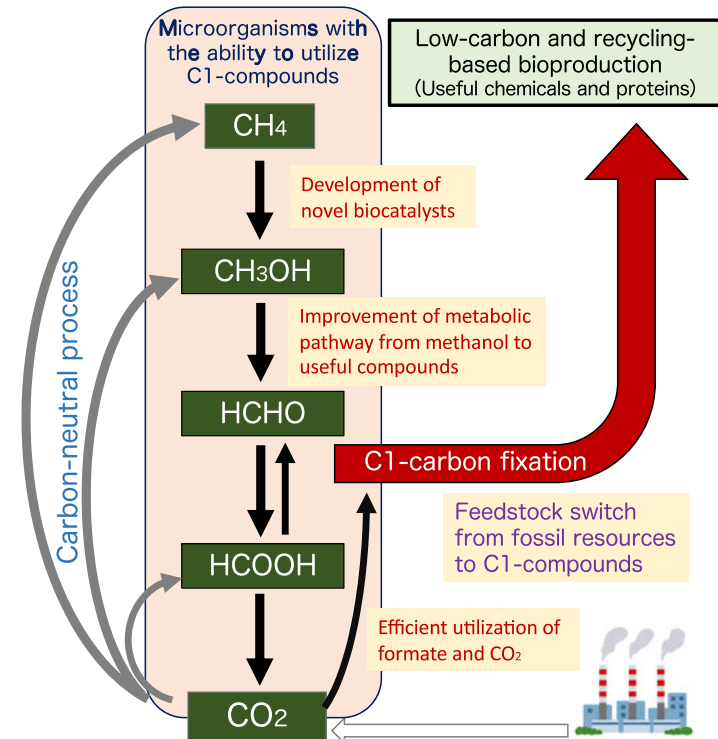 Microorganisms with
the ability to utilize
C1-compounds
Low-carbon and recycling-
based bioproduction
(Useful chemicals and proteins)
CH4
Development of
novel biocatalysts
CH3OH
Improvement of metabolic
pathway from methanol to
useful compounds
Carbon-neutral process
HCHO
C1-carbon fixation
Feedstock switch
from fossil resources
to C1-compounds
HCOOH
Efficient utilization of
formate and CO₂
CO2